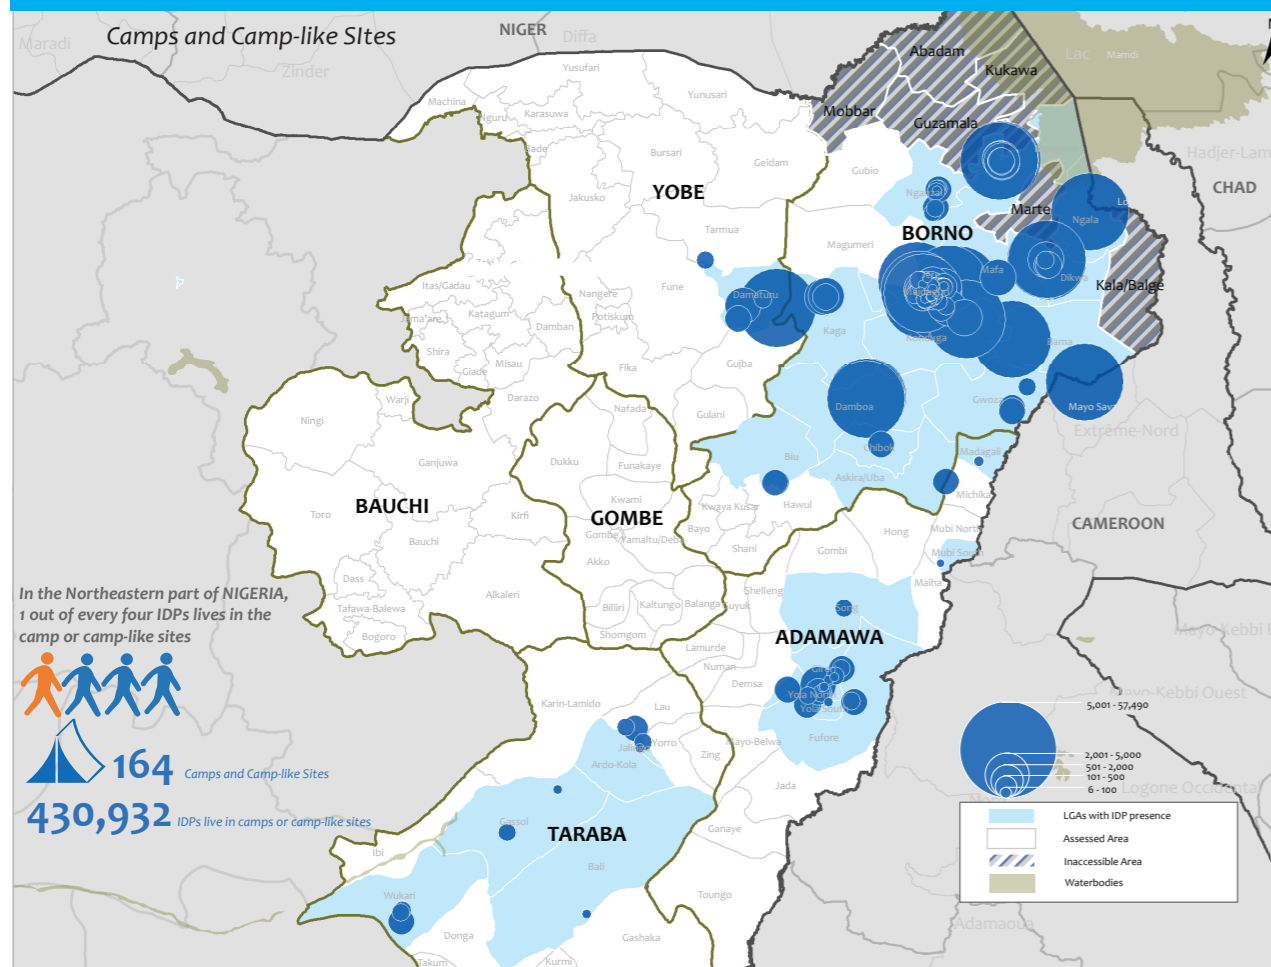 Camps and Camp-like SItes
NIGER
Diffa
Maradi
Zinder
Lac
Mamdi
Abadam
Kukawa
Mobbar
Guzamala
Yusufari
Yunusari
Machina
Nguru
Karasuwa
Bade
Bursari
Geidam
Gubio
Hadjer-Lam
CHAD
YOBE
Jakusko
Tarmua
Magumeri
BORNO
Marte
Ngala
Mafa
Dikwa
Kala/Balge
Itas/Gadau
Jama'are
Katagum
Damban
Shira
Giade
Misau
Darazo
Nangere
Potiskum
Fune
Damaturu
Kaga
Konduga
Bama
Fika
Gujba
Gulani
Damboa
Gwoza
Mayo Sava
Extrême-Nord
Chibok
Ningi
Warji
Ganjuwa
Nafada
Dukku
Funakaye
Biu
Askira/Uba
Madagali
Michika
BAUCHI
Toro
Kirfi
Bauchi
GOMBE
Kwami
Gombe
Yamaltu/Deba
Akko
Kwaya Kusar
Hawul
Bayo
Shani
Hong
Gombi
Mubi North
Mubi South
Maiha
CAMEROON
Dass
Tafawa-Balewa
Bogoro
Alkaleri
Billiri
Kaltungo
Balanga
Shomgom
Guyuk
Shelleng
Song
ADAMAWA
Lamurde
Numan
Demsa
Girei
Yola North
Yola South
Fufore
Mayo-Belwa
Jada
Mayo-Kebbi Ouest
Mayo Kebbi E
In the Northeastern part of NIGERIA,
1 out of every four IDPs lives in the
camp or camp-like sites
164 Camps and Camp-like Sites
430,932 IDPs live in camps or camp-like sites
Karin-Lamido
Lau
Jalingo
Yorro
Zing
Ardo-Kola
Gassol
TARABA
Ibi
Bali
Wukari
Donga
Takum
Kurmi
Gashaka
Ganaye
Toungo
5,001 - 57,490
2,001 - 5,000
501 - 2,000
101 - 500
6 - 100
Nord
Logone Occidental
LGAs with IDP presence
Assessed Area
Inaccessible Area
Waterbodies
Adamaoua